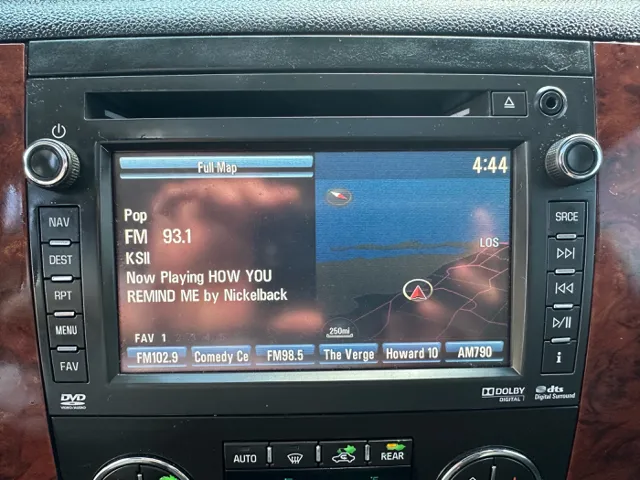 Full Map
4:44
Pop
FM 93.1
KSII
Now Playing HOW YOU
REMIND ME by Nickelback
LOS
250mi
FAV 1
FM102.9 Comedy Ce FM98.5 The Verge Howard 10 AM790
NAV
DEST
RPT
MENU
FAV
SRCE
i
DVD
VIDEO/AUDIO
DOLBY
DIGITAL
dts
Digital Surround
AUTO
REAR